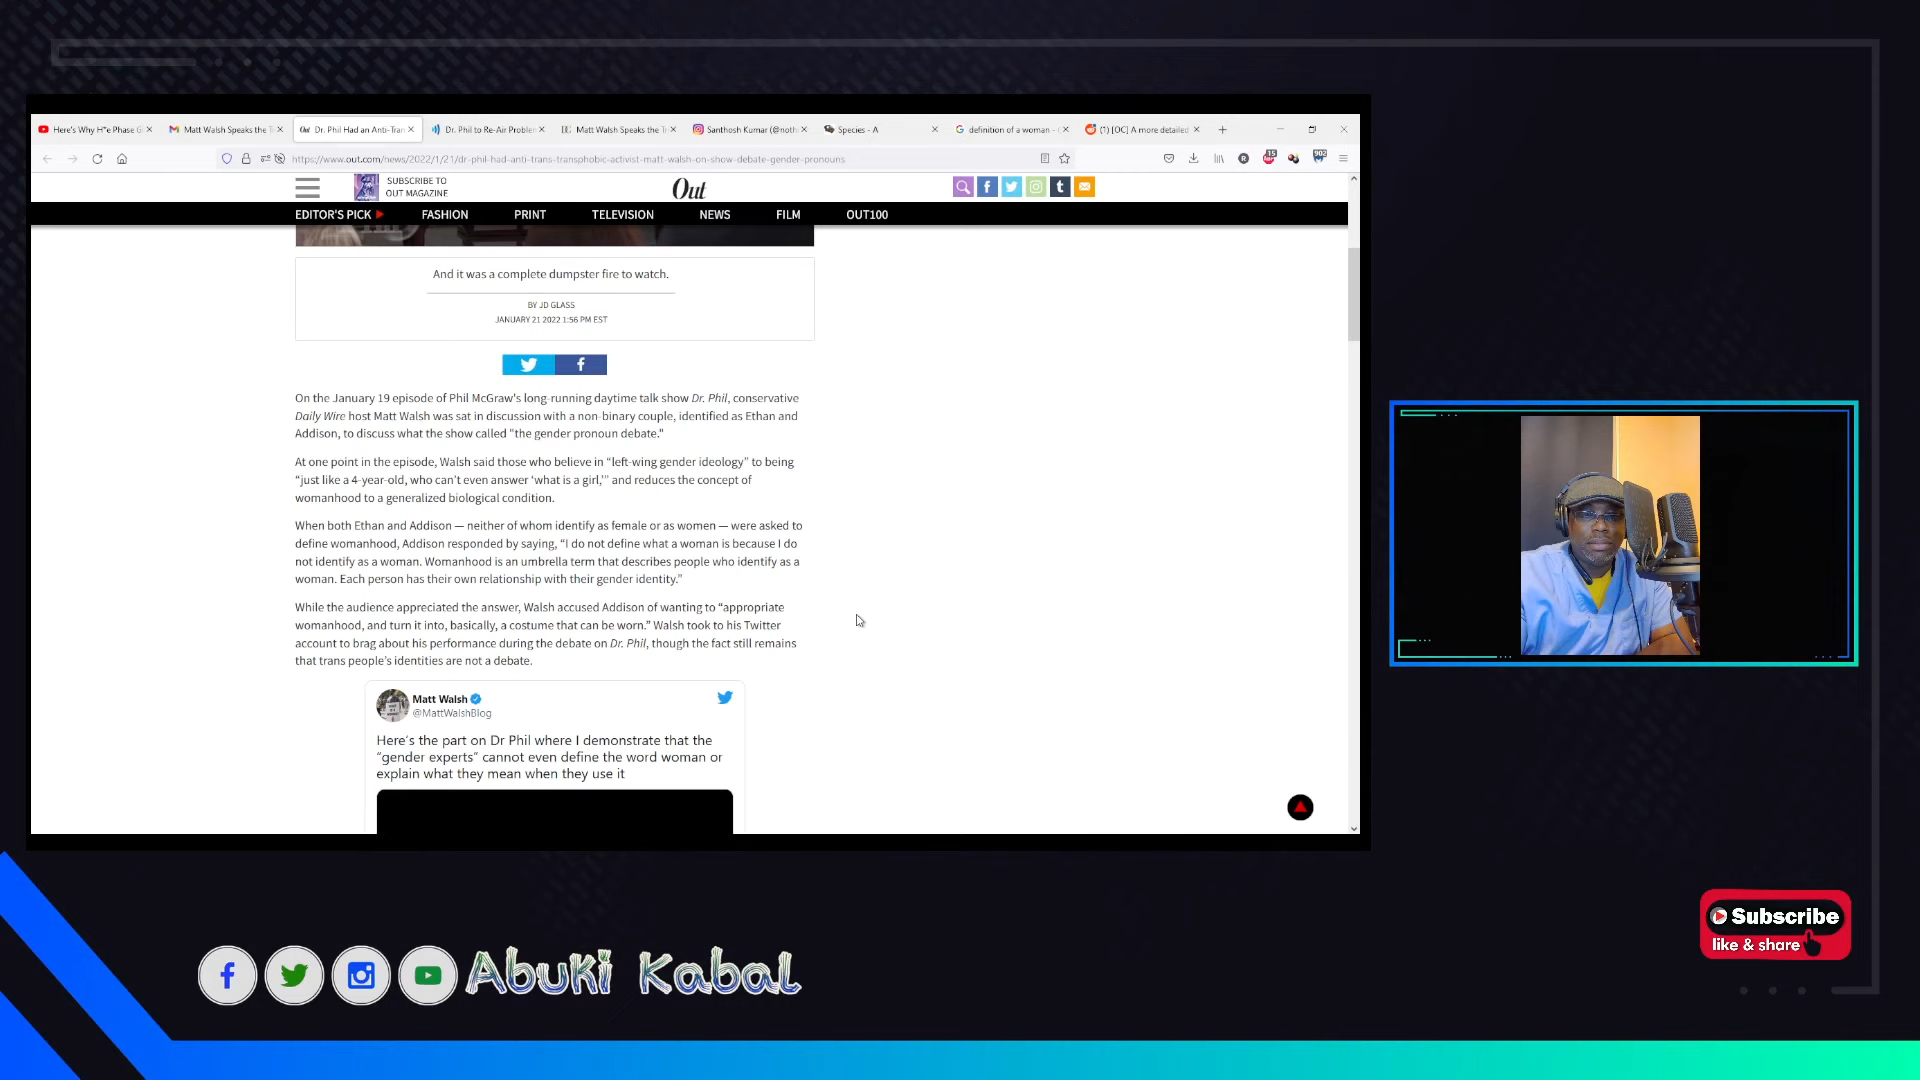 Here's Why H*e Phase G
Matt Walsh Speaks the T
Out Dr. Phil Had an Anti-Tran
Dr. Phil to Re-Air Proble
Matt Walsh Speaks the T
Santhosh Kumar (@noth
Species - A
definition of a woman -
(1) [OC] A more detailed
https://www.out.com/news/2022/1/21/dr-phil-had-anti-trans-transphobic-activist-matt-walsh-on-show-debate-gender-pronouns
15
902
SUBSCRIBE TO
OUT MAGAZINE
Out
EDITOR'S PICK
FASHION
PRINT
TELEVISION
NEWS
FILM
OUT100
And it was a complete dumpster fire to watch.
BY JD GLASS
JANUARY 21 2022 1:56 PM EST
On the January 19 episode of Phil McGraw's long-running daytime talk show Dr. Phil, conservative
Daily Wire host Matt Walsh was sat in discussion with a non-binary couple, identified as Ethan and
Addison, to discuss what the show called "the gender pronoun debate."
At one point in the episode, Walsh said those who believe in “left-wing gender ideology” to being
“just like a 4-year-old, who can’t even answer ‘what is a girl,’” and reduces the concept of
womanhood to a generalized biological condition.
When both Ethan and Addison — neither of whom identify as female or as women — were asked to
define womanhood, Addison responded by saying, “I do not define what a woman is because I do
not identify as a woman. Womanhood is an umbrella term that describes people who identify as a
woman. Each person has their own relationship with their gender identity.”
While the audience appreciated the answer, Walsh accused Addison of wanting to “appropriate
womanhood, and turn it into, basically, a costume that can be worn.” Walsh took to his Twitter
account to brag about his performance during the debate on Dr. Phil, though the fact still remains
that trans people’s identities are not a debate.
Matt Walsh
@MattWalshBlog
Here's the part on Dr Phil where I demonstrate that the
“gender experts” cannot even define the word woman or
explain what they mean when they use it
Subscribe
like & share
Abuki Kabal